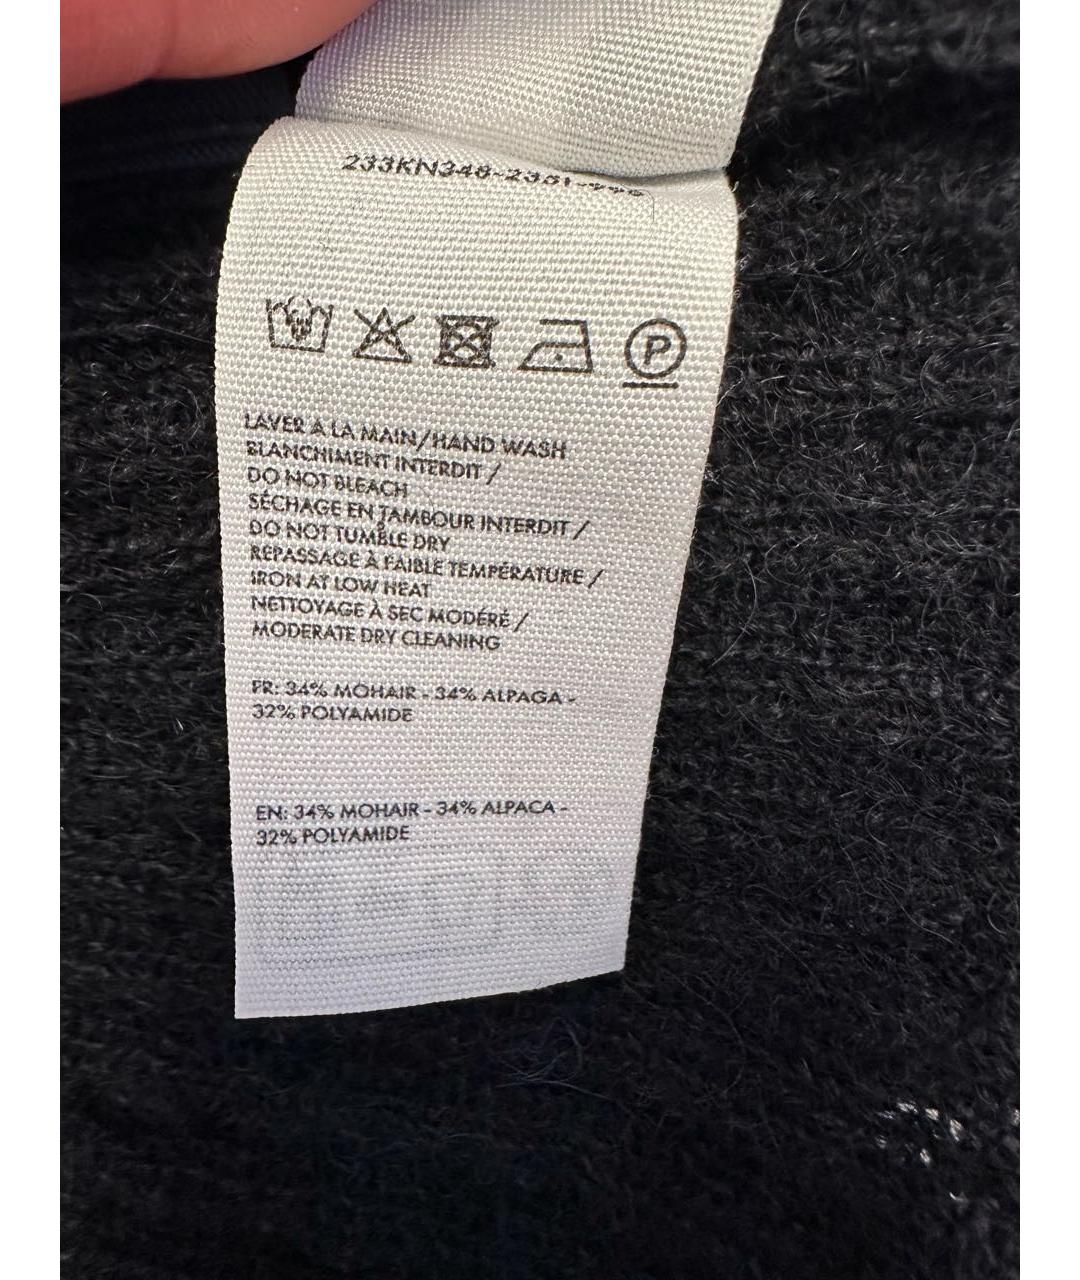 LAVER À LA MAIN/HAND WASH
BLANCHIMENT INTERDIT /
DO NOT BLEACH
SÉCHAGE EN TAMBOUR INTERDIT /
DO NOT TUMBLE DRY
REPASSAGE À FAIBLE TEMPÉRATURE /
IRON AT LOW HEAT
NETTOYAGE À SEC MODÉRÉ /
MODERATE DRY CLEANING
FR: 34% MOHAIR - 34% ALPAGA -
32% POLYAMIDE
EN: 34% MOHAIR - 34% ALPACA -
32% POLYAMIDE